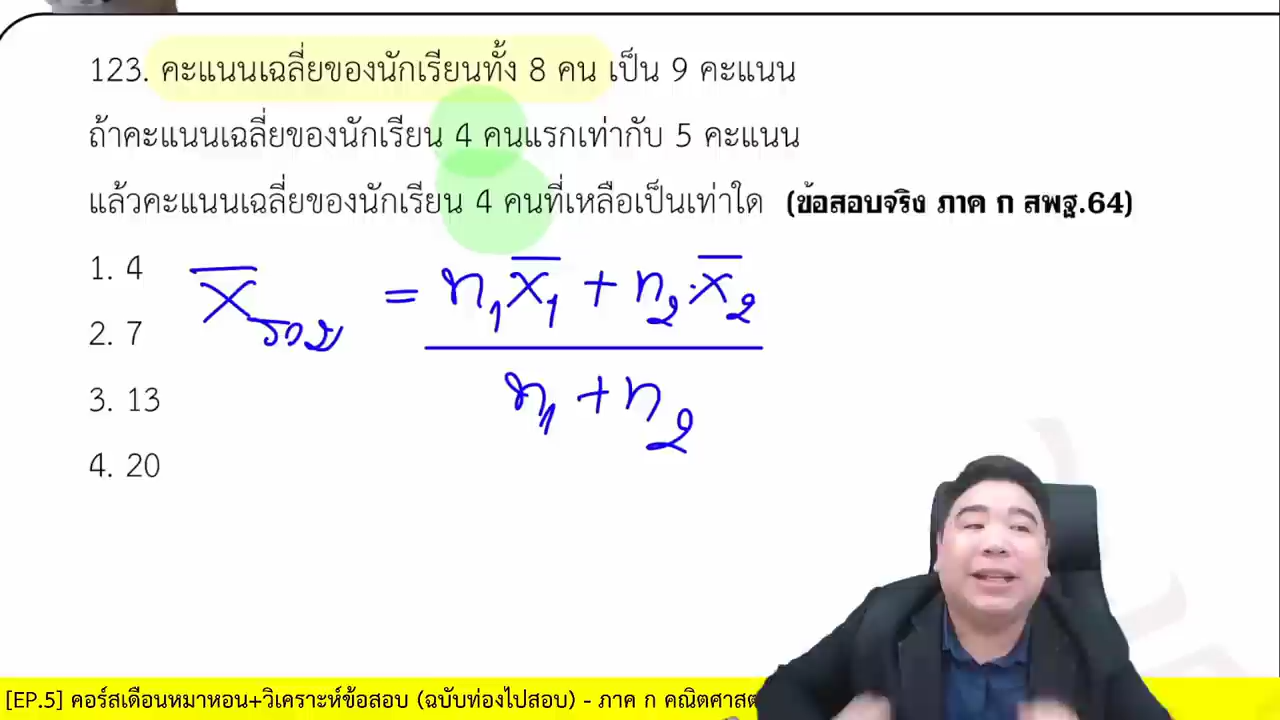 123. คะแนนเฉลี่ยของนักเรียนทั้ง 8 คน เป็น 9 คะแนน
ถ้าคะแนนเฉลี่ยของนักเรียน 4 คนแรกเท่ากับ 5 คะแนน
แล้วคะแนนเฉลี่ยของนักเรียน 4 คนที่เหลือเป็นเท่าใด (ข้อสอบจริง ภาค ก สพฐ.64)
1. 4
2. 7
3. 13
4. 20
x̄รวม = n₁x̄₁ + n₂·x̄₂
n₁ + n₂
[EP.5] คอร์สเดือนหมาหอน+วิเคราะห์ข้อสอบ (ฉบับท่องไปสอบ) - ภาค ก